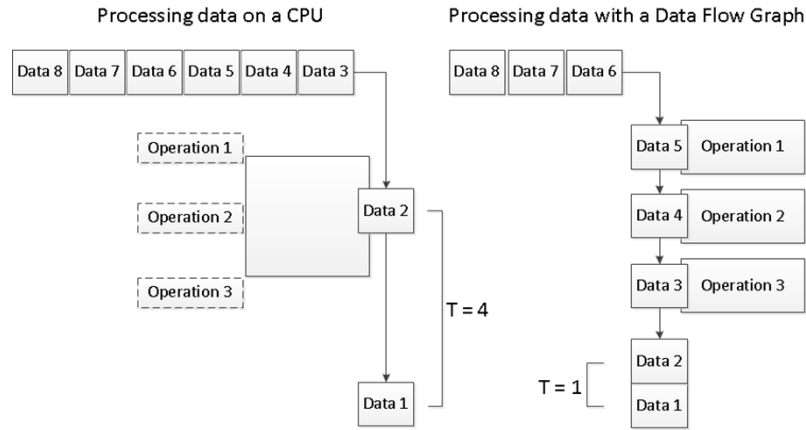 Processing data on a CPU
Data 8 Data 7 Data 6 Data 5 Data 4 Data 3
Operation 1
Operation 2
Operation 3
Data 2
T = 4
Data 1
Processing data with a Data Flow Graph
Data 8 Data 7 Data 6
Data 5 Operation 1
Data 4 Operation 2
Data 3 Operation 3
Data 2
T = 1
Data 1